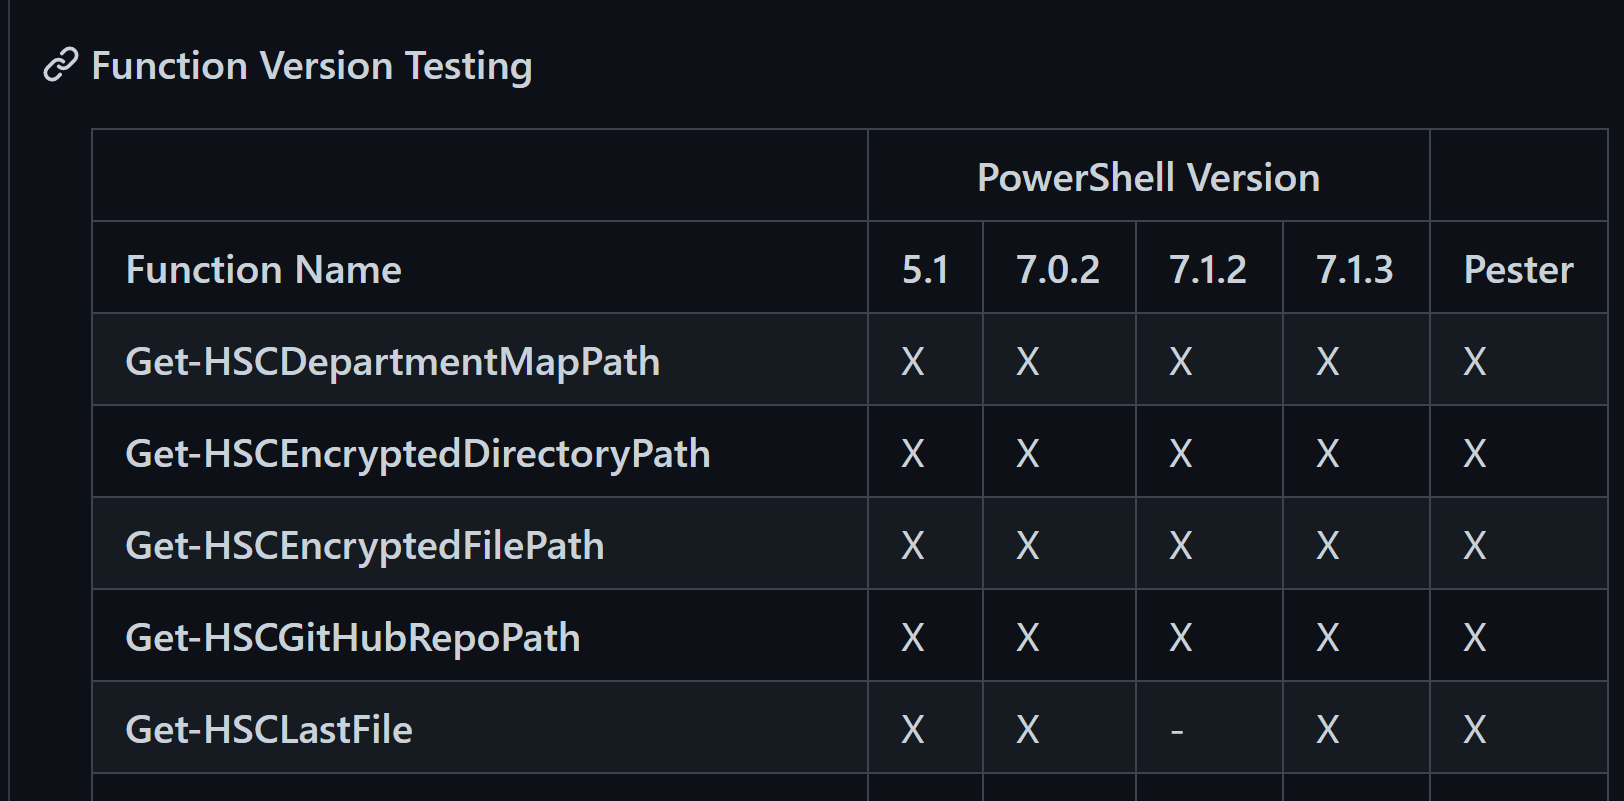 Function Version Testing
PowerShell Version
Function Name 5.1 7.0.2 7.1.2 7.1.3 Pester
Get-HSCDepartmentMapPath X X X X X
Get-HSCEncryptedDirectoryPath X X X X X
Get-HSCEncryptedFilePath X X X X X
Get-HSCGitHubRepoPath X X X X X
Get-HSCLastFile X X - X X